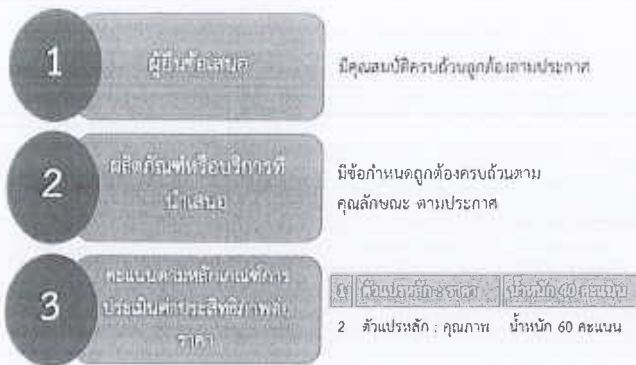 1
ผู้ยื่นข้อเสนอ
มีคุณสมบัติครบถ้วนถูกต้องตามประกาศ
2
ผลิตภัณฑ์หรือบริการที่
นำเสนอ
มีข้อกำหนดถูกต้องครบถ้วนตาม
คุณลักษณะ ตามประกาศ
3
คะแนนตามหลักเกณฑ์การ
ประเมินค่าประสิทธิภาพต่อ
ราคา
1 ตัวแปรหลัก : ราคา น้ำหนัก 40 คะแนน
2 ตัวแปรหลัก : คุณภาพ น้ำหนัก 60 คะแนน